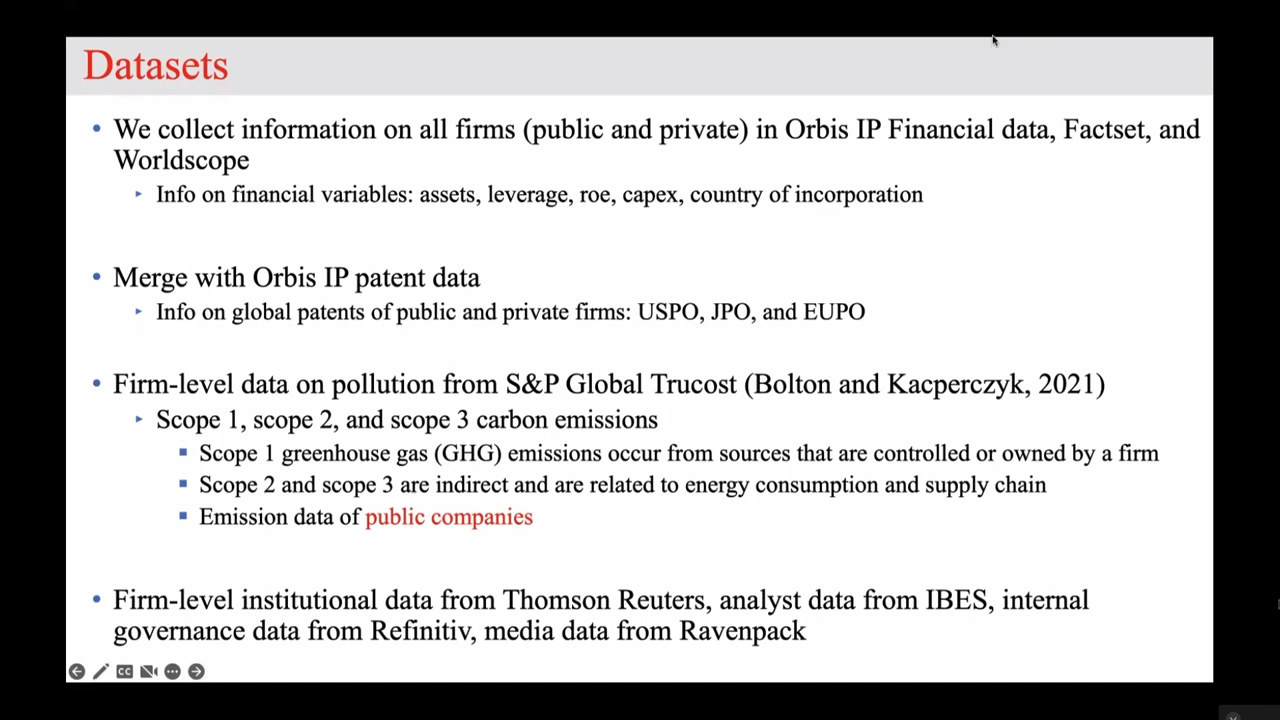 Datasets
• We collect information on all firms (public and private) in Orbis IP Financial data, Factset, and
Worldscope
▸ Info on financial variables: assets, leverage, roe, capex, country of incorporation
• Merge with Orbis IP patent data
▸ Info on global patents of public and private firms: USPO, JPO, and EUPO
• Firm-level data on pollution from S&P Global Trucost (Bolton and Kacperczyk, 2021)
▸ Scope 1, scope 2, and scope 3 carbon emissions
▪ Scope 1 greenhouse gas (GHG) emissions occur from sources that are controlled or owned by a firm
▪ Scope 2 and scope 3 are indirect and are related to energy consumption and supply chain
▪ Emission data of public companies
• Firm-level institutional data from Thomson Reuters, analyst data from IBES, internal
governance data from Refinitiv, media data from Ravenpack
CC